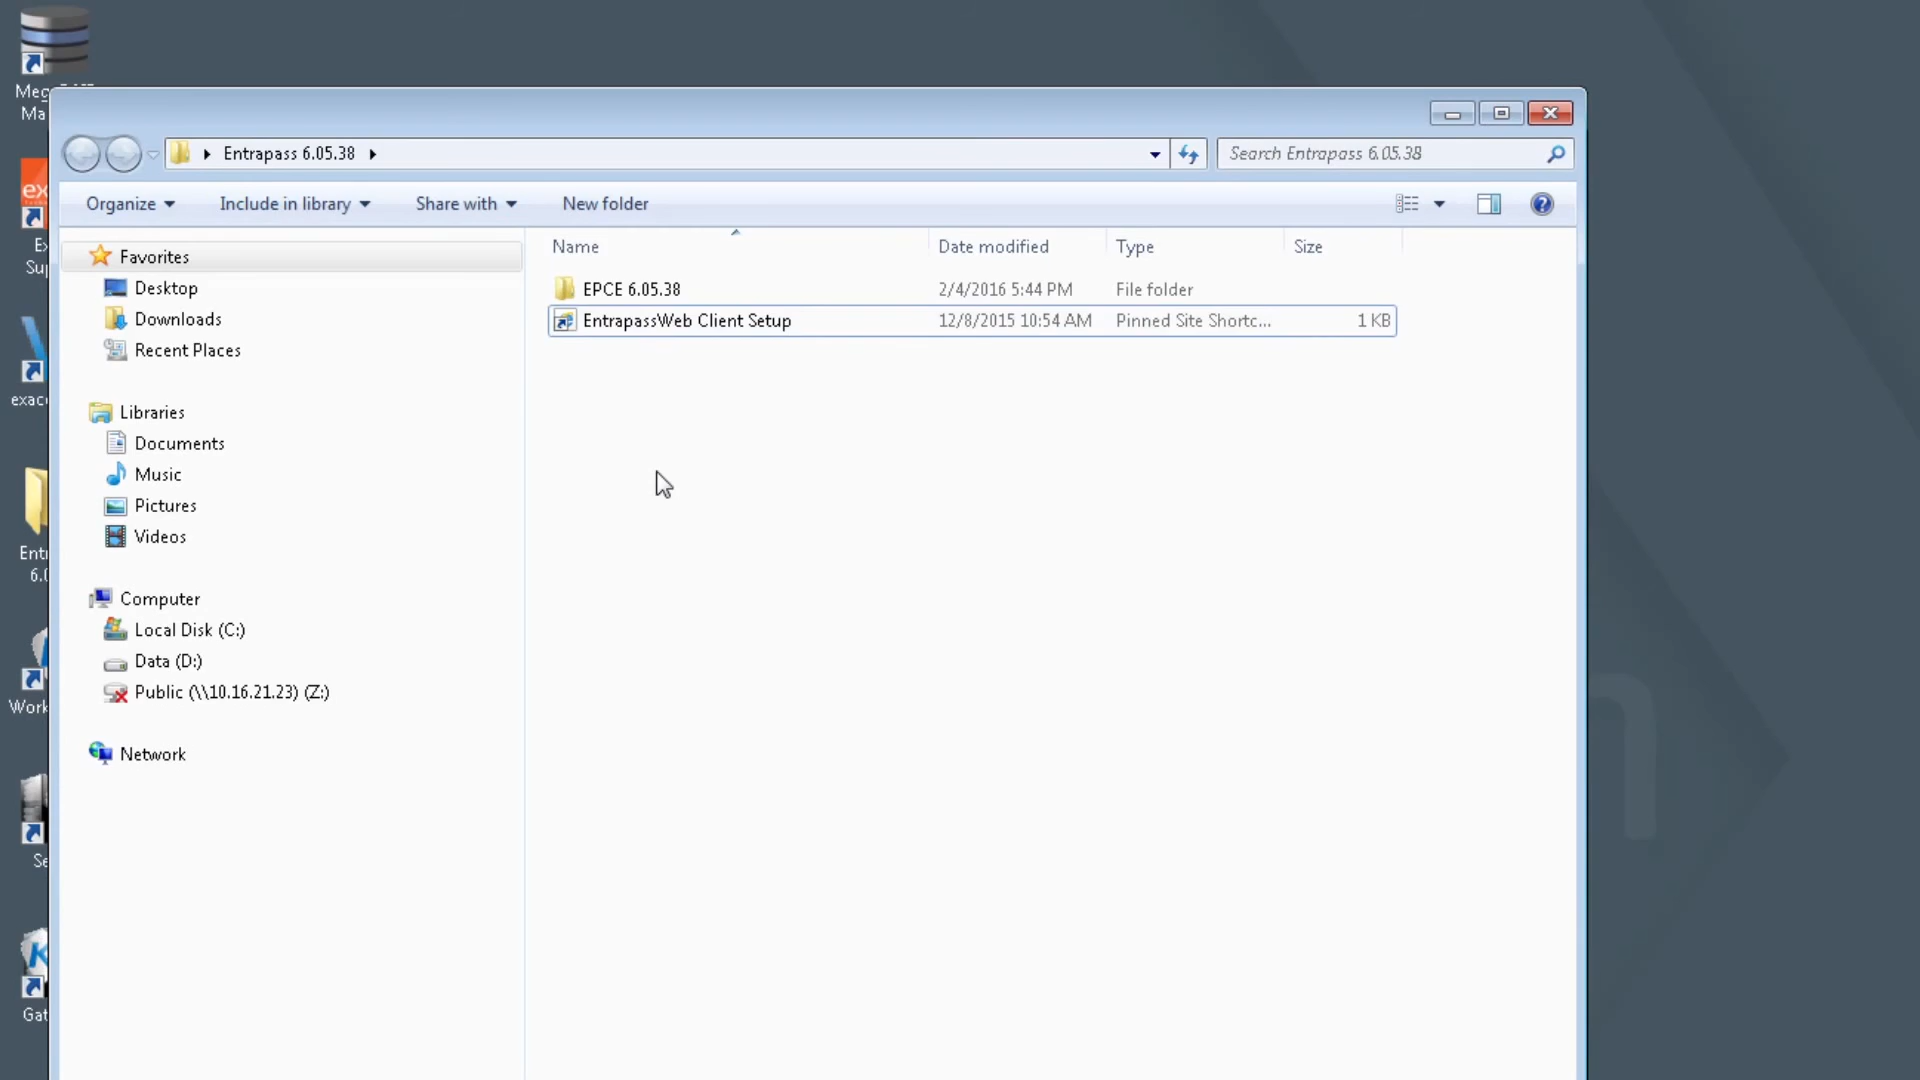 Entrapass 6.05.38
Search Entrapass 6.05.38
Organize
Include in library
Share with
New folder
Name
Date modified
Type
Size
EPCE 6.05.38
2/4/2016 5:44 PM
File folder
EntrapassWeb Client Setup
12/8/2015 10:54 AM
Pinned Site Shortc...
1 KB
Favorites
Desktop
Downloads
Recent Places
Libraries
Documents
Music
Pictures
Videos
Computer
Local Disk (C:)
Data (D:)
Public (\\10.16.21.23) (Z:)
Network
Ma
ex
Work
Gat